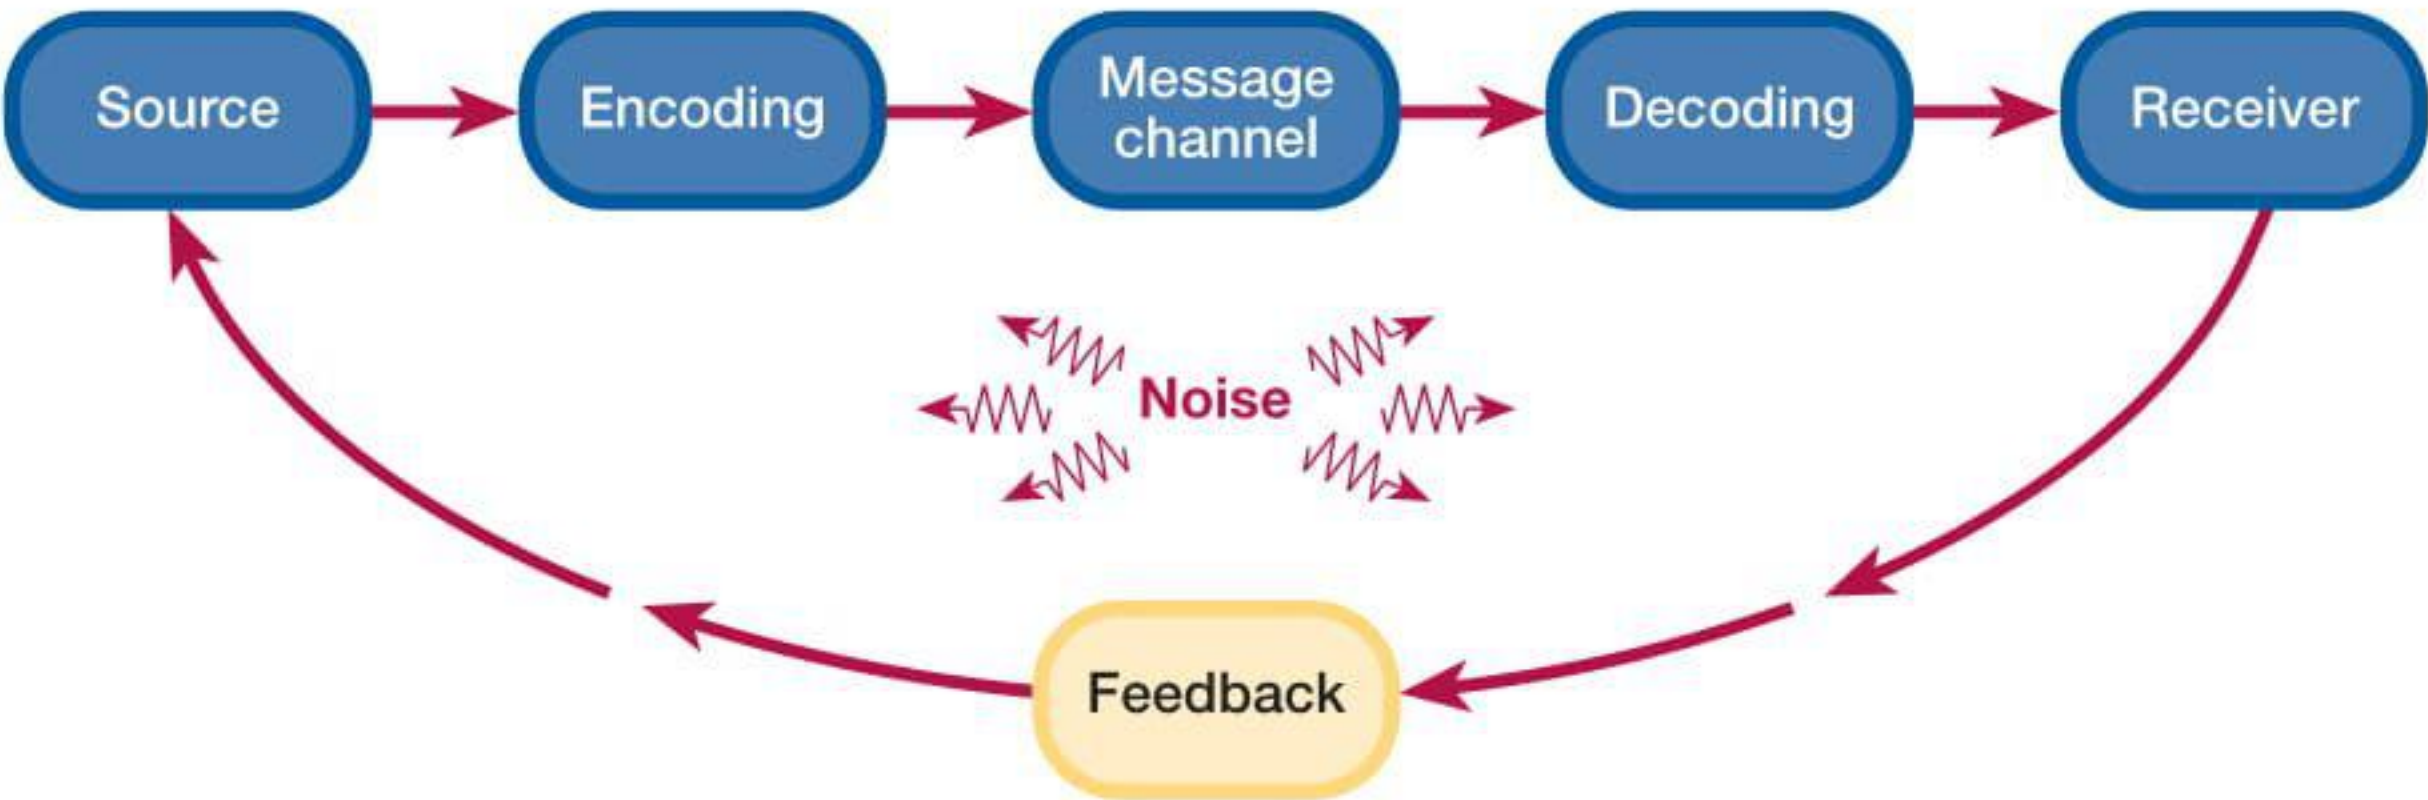 Source
Encoding
Message
channel
Decoding
Receiver
Noise
Feedback